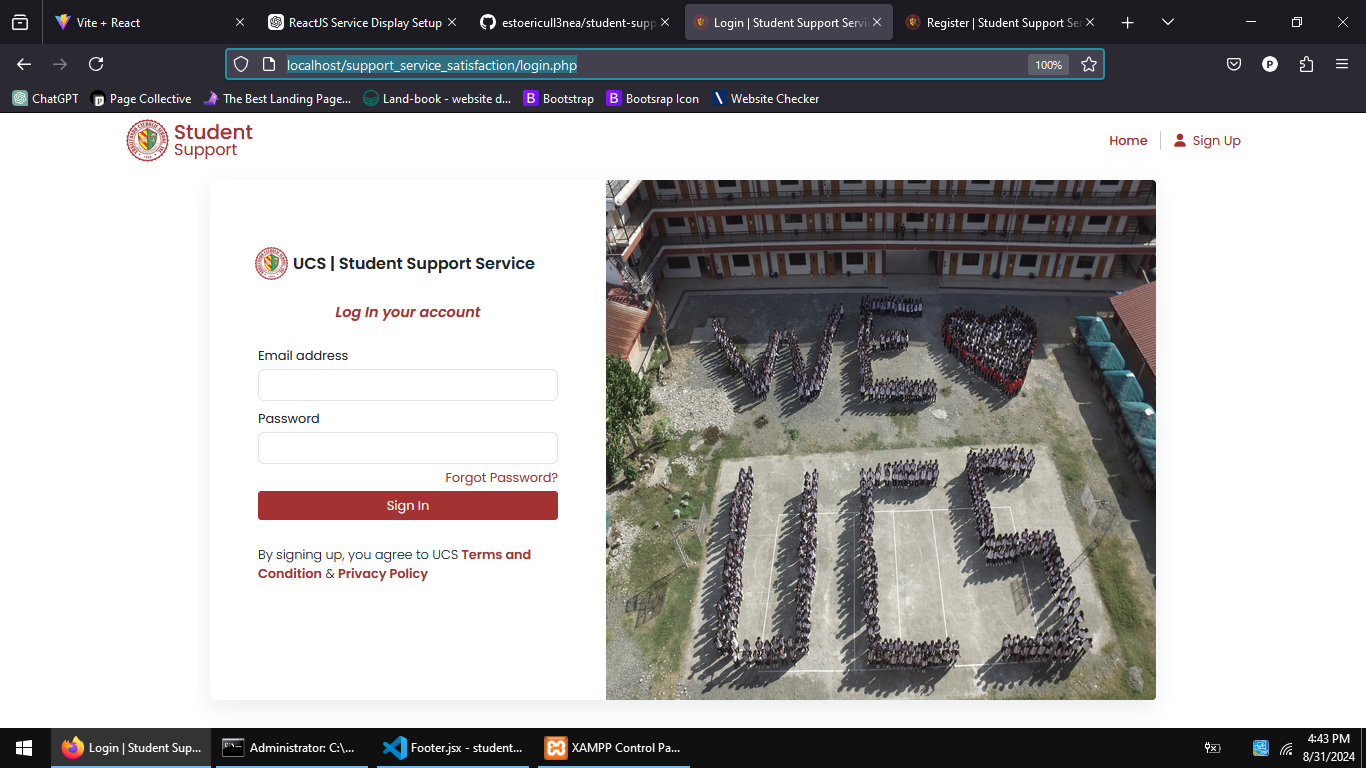 Vite + React
ReactJS Service Display Setup
estoericull3nea/student-supp
Login | Student Support Servi
Register | Student Support Ser
localhost/support_service_satisfaction/login.php
100%
P
ChatGPT
Page Collective
The Best Landing Page...
Land-book - website d...
B Bootstrap
B Bootsrap Icon
Website Checker
Student
Support
Home
Sign Up
UCS | Student Support Service
Log In your account
Email address
Password
Forgot Password?
Sign In
By signing up, you agree to UCS Terms and
Condition & Privacy Policy
WE
UCS
Login | Student Sup...
Administrator: C:\...
Footer.jsx - student...
XAMPP Control Pa...
4:43 PM
8/31/2024